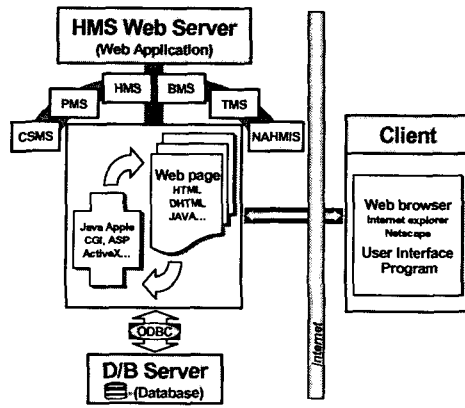 HMS Web Server
(Web Application)
HMS
BMS
PMS
TMS
CSMS
NAHMIS
Web page
HTML
DHTML
JAVA...
Java Apple
CGI, ASP
ActiveX...
ODBC
D/B Server
(Database)
Internet
Client
Web browser
Internet explorer
Netscape
User Interface
Program